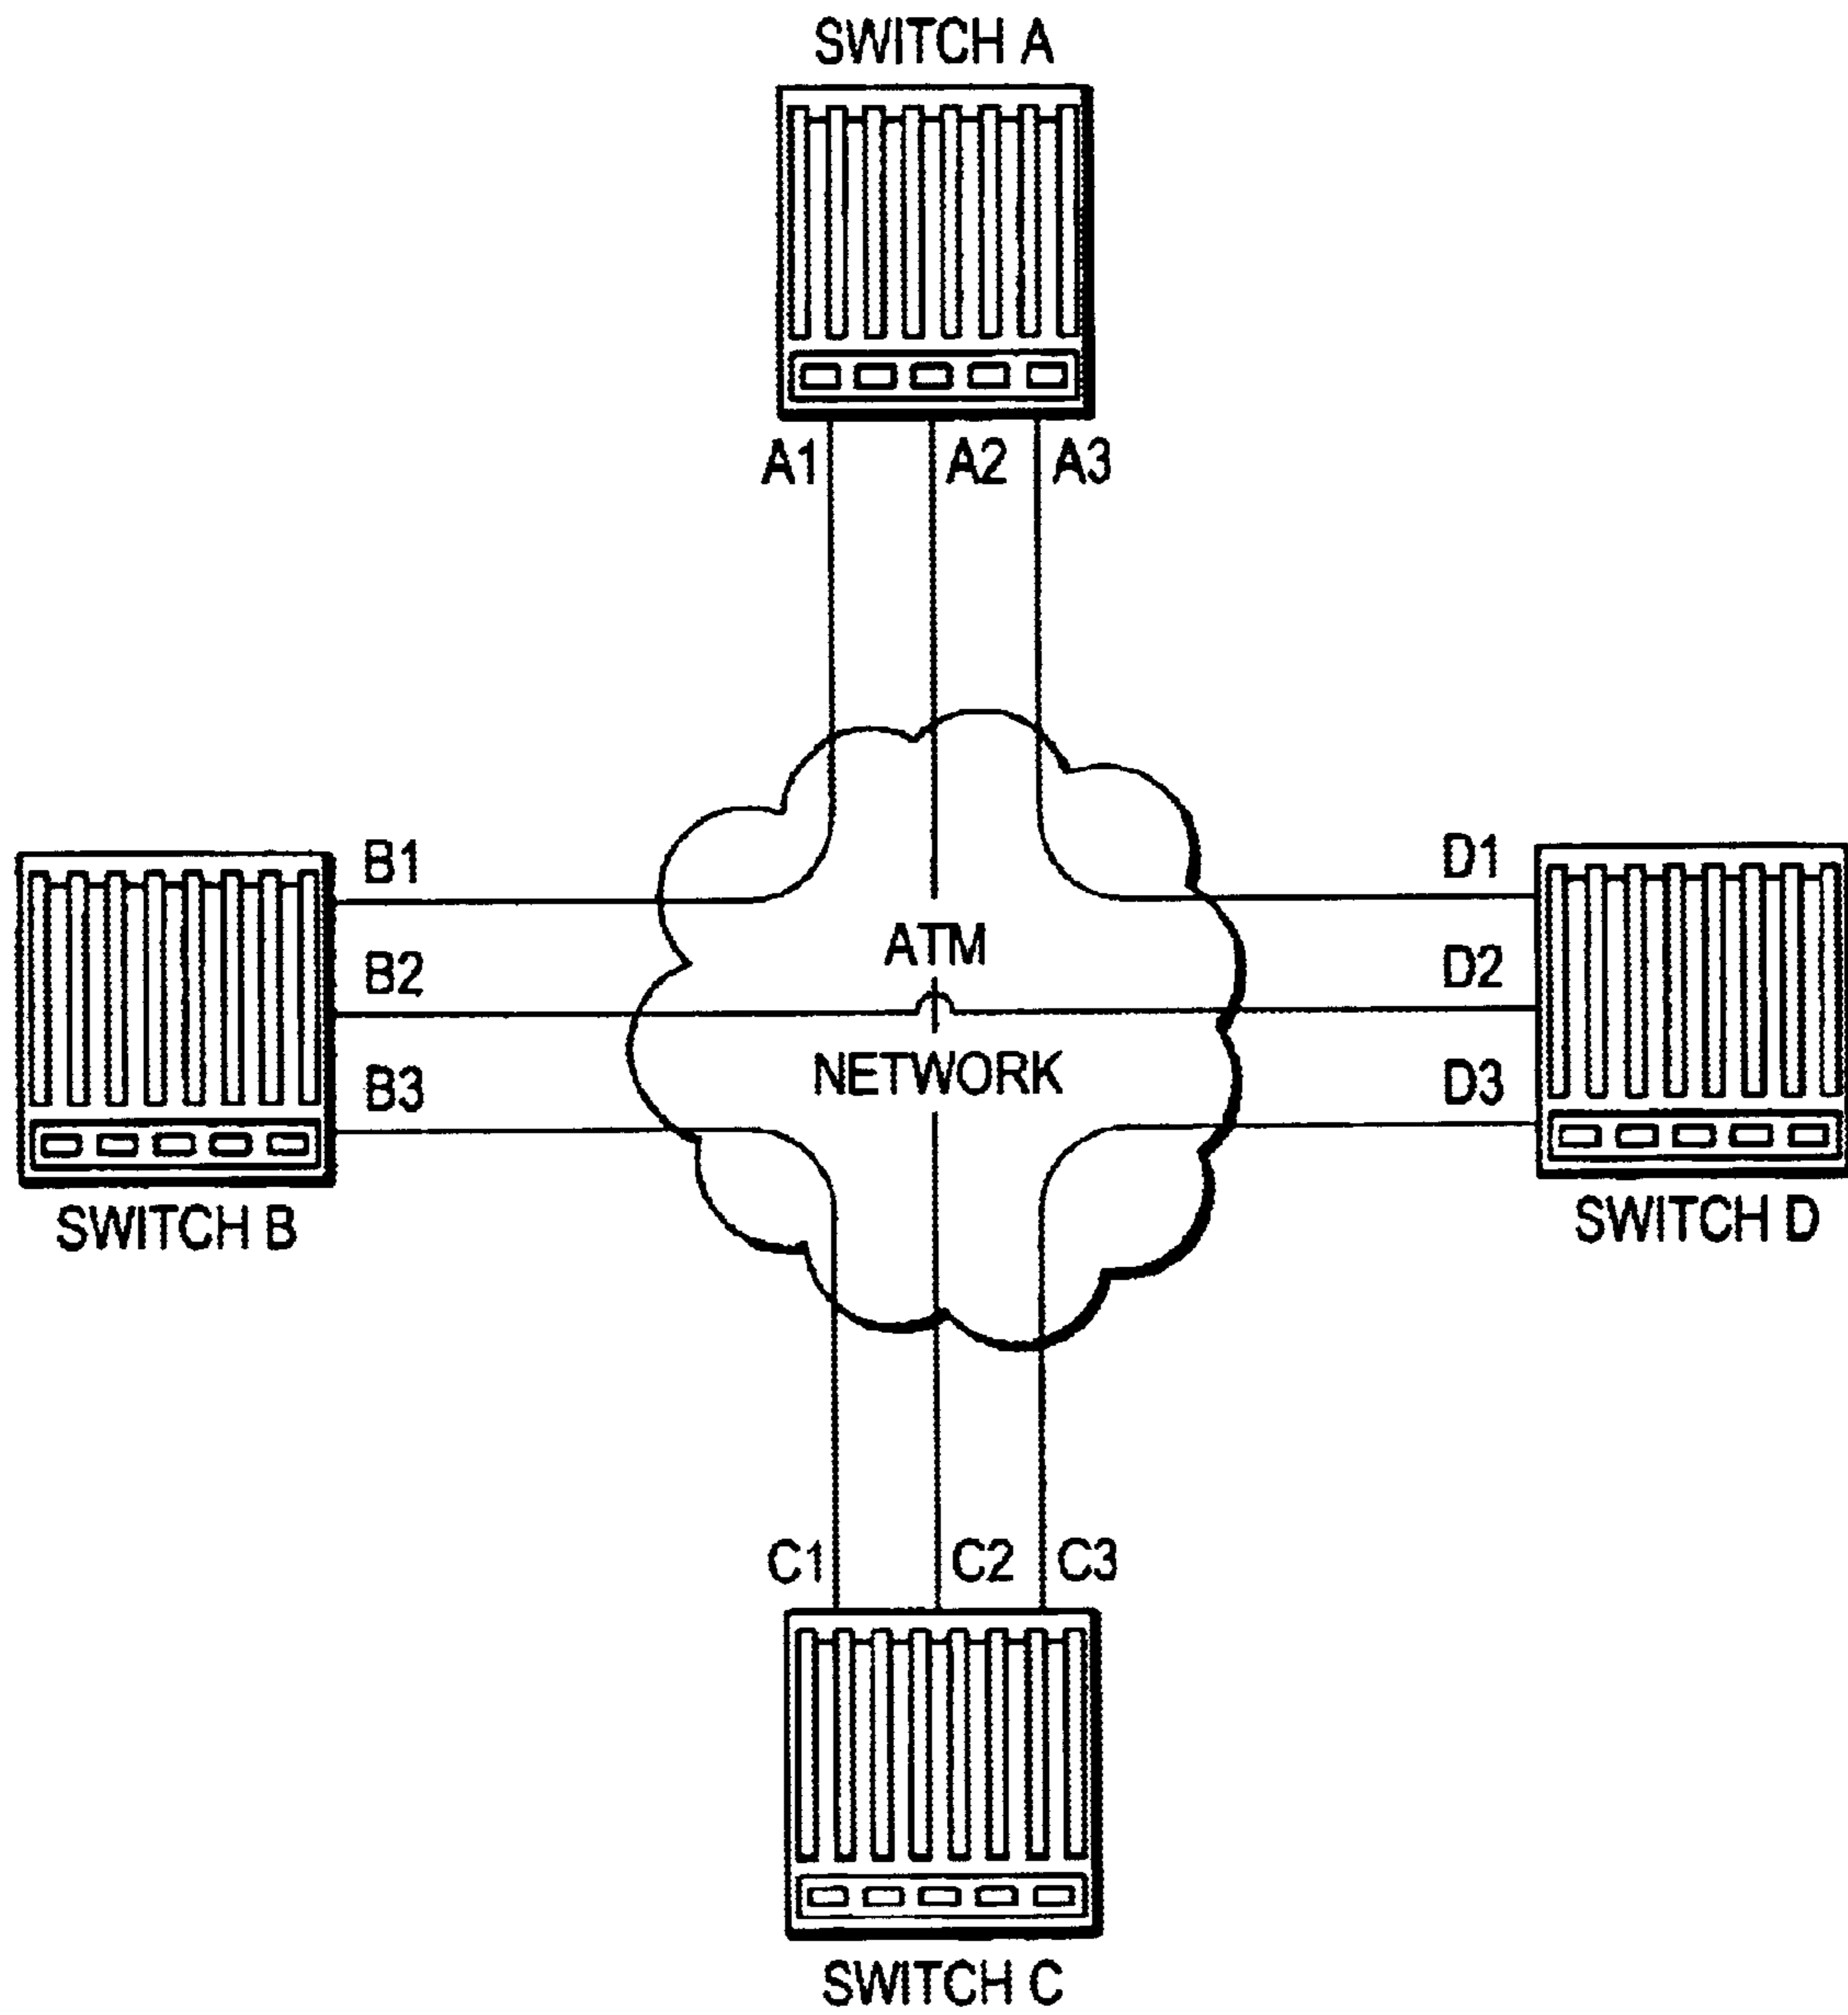 SWITCH A
A1 A2 A3
B1 D1
ATM
B2 D2
NETWORK
B3 D3
SWITCH B SWITCH D
C1 C2 C3
SWITCH C